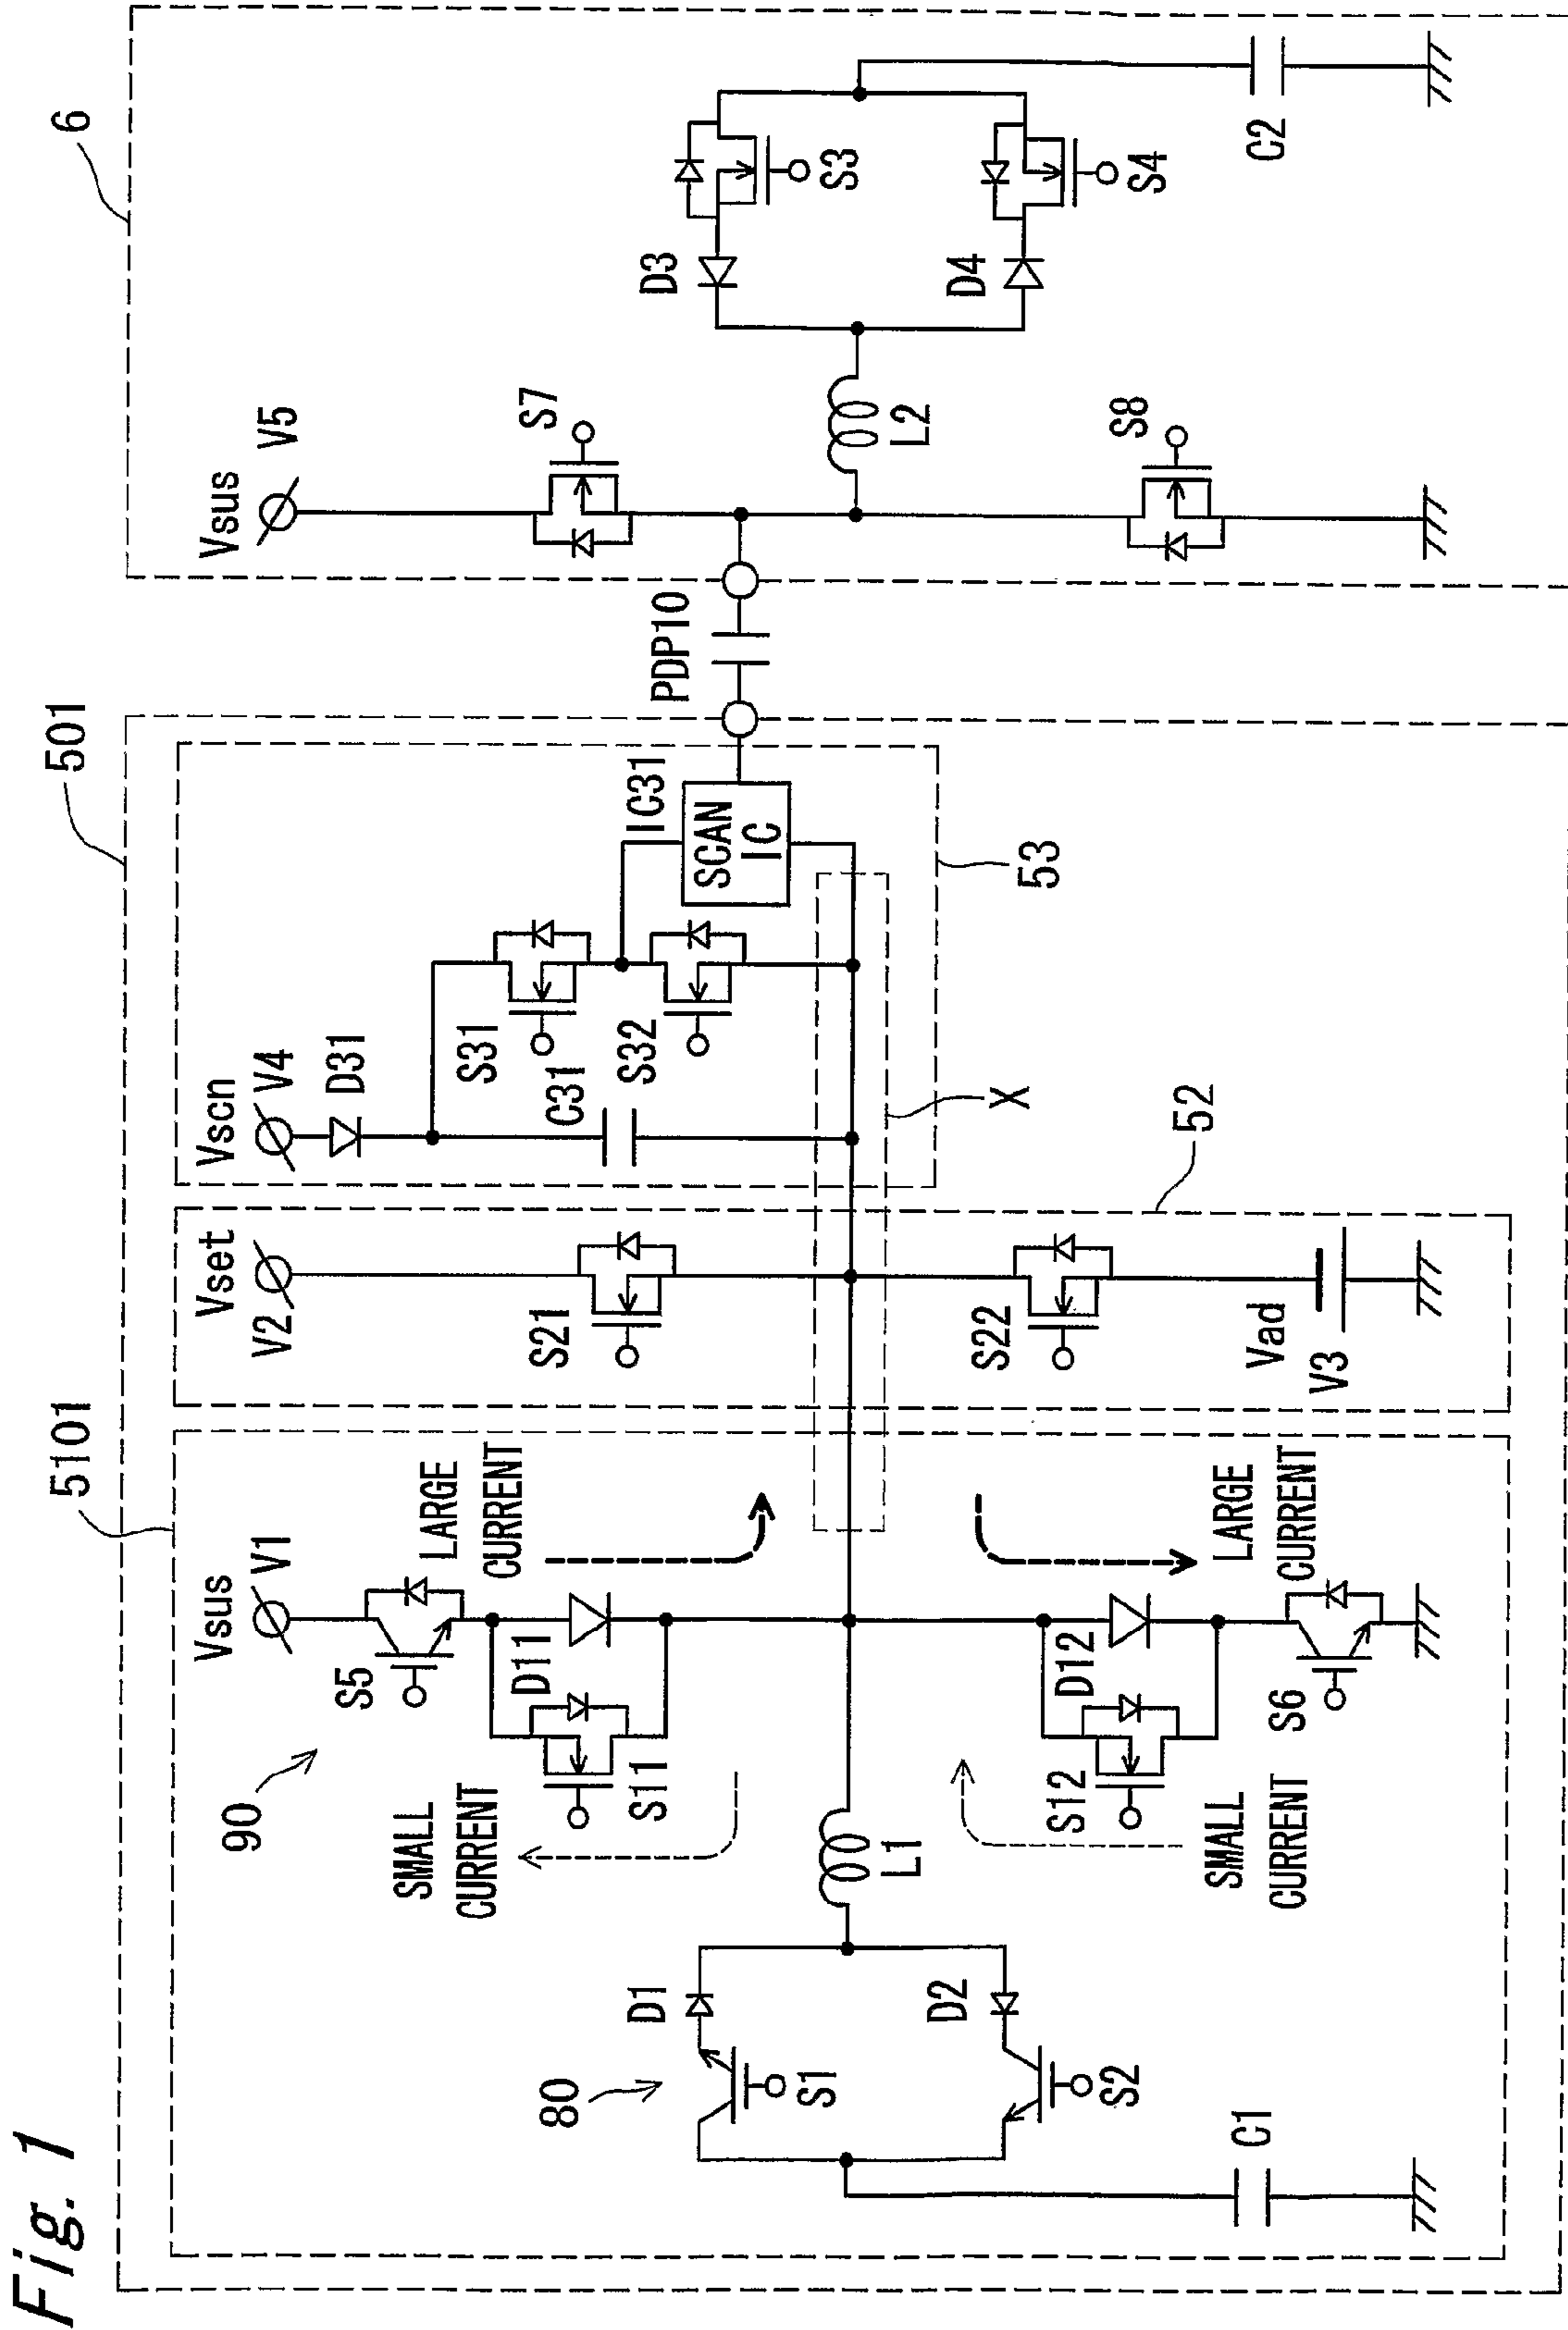 Fig. 1
5101
501
6
Vsus
V1
Vset
V2
Vscn
V4
Vsus
V5
D31
90
S5
LARGE
CURRENT
SMALL
CURRENT
D11
S11
S21
S31
C31
S32
IC31
SCAN
IC
PDP10
S7
D3
S3
80
D1
S1
L1
L2
D2
S2
D4
S4
X
53
52
SMALL
CURRENT
S12
D12
LARGE
CURRENT
S22
S8
C1
S6
Vad
V3
C2